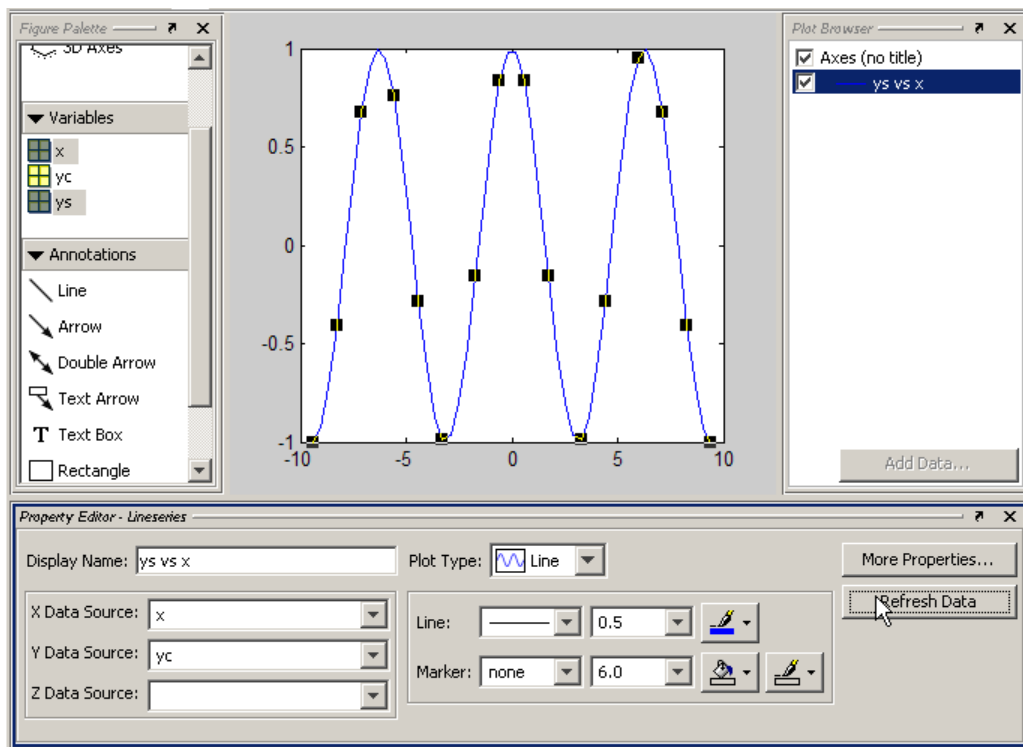 Figure Palette
3D Axes
Variables
x
yc
ys
Annotations
Line
Arrow
Double Arrow
Text Arrow
T Text Box
Rectangle
1
0.5
0
-0.5
-1
-10
-5
0
5
10
Plot Browser
Axes (no title)
ys vs x
Add Data...
Property Editor - Lineseries
Display Name: ys vs x
Plot Type: Line
More Properties...
Refresh Data
X Data Source: x
Y Data Source: yc
Z Data Source:
Line: 0.5
Marker: none 6.0